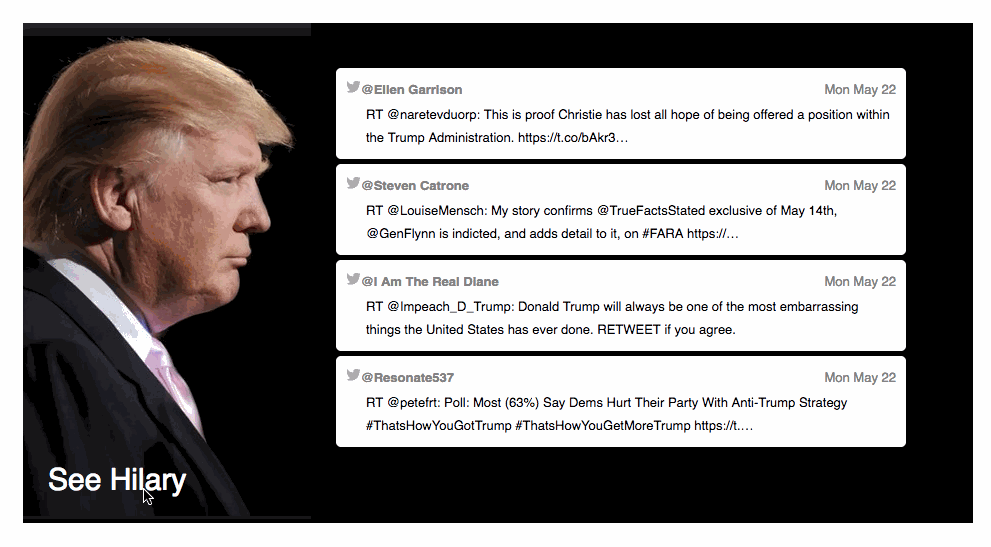 @Ellen Garrison Mon May 22
RT @naretevduorp: This is proof Christie has lost all hope of being offered a position within
the Trump Administration. https://t.co/bAkr3…
@Steven Catrone Mon May 22
RT @LouiseMensch: My story confirms @TrueFactsStated exclusive of May 14th,
@GenFlynn is indicted, and adds detail to it, on #FARA https://…
@I Am The Real Diane Mon May 22
RT @Impeach_D_Trump: Donald Trump will always be one of the most embarrassing
things the United States has ever done. RETWEET if you agree.
@Resonate537 Mon May 22
RT @petefrt: Poll: Most (63%) Say Dems Hurt Their Party With Anti-Trump Strategy
#ThatsHowYouGotTrump #ThatsHowYouGetMoreTrump https://t.…
See Hilary